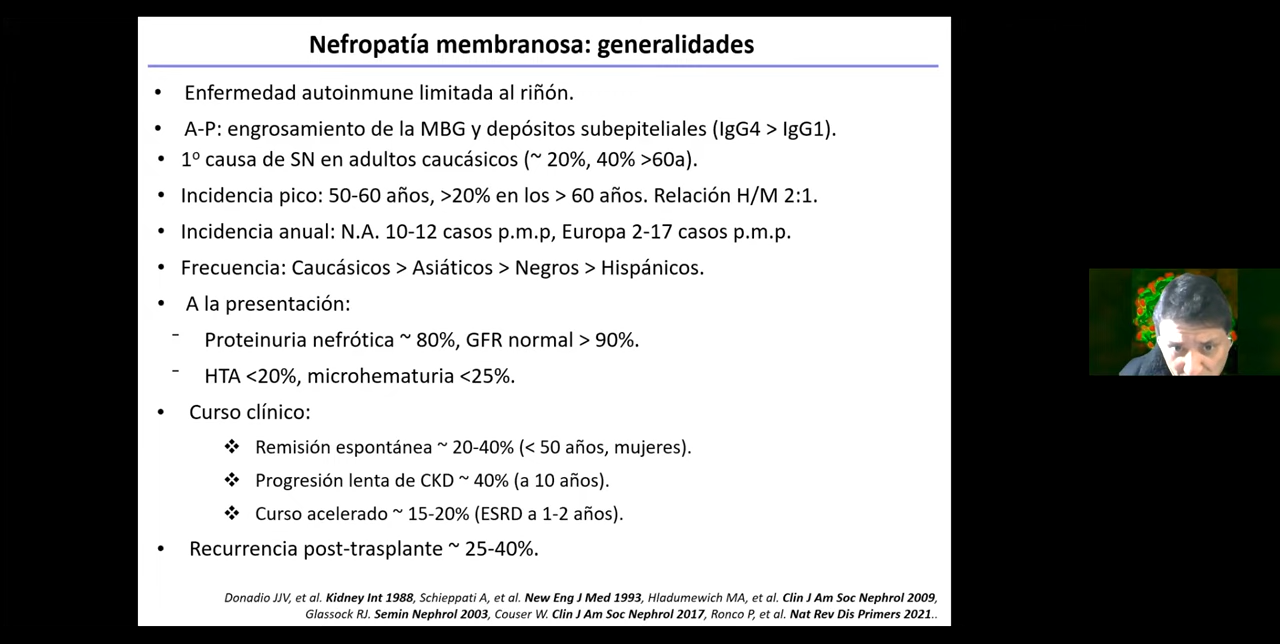 Nefropatía membranosa: generalidades
• Enfermedad autoinmune limitada al riñón.
• A-P: engrosamiento de la MBG y depósitos subepiteliales (IgG4 > IgG1).
• 1º causa de SN en adultos caucásicos (~ 20%, 40% >60a).
• Incidencia pico: 50-60 años, >20% en los > 60 años. Relación H/M 2:1.
• Incidencia anual: N.A. 10-12 casos p.m.p, Europa 2-17 casos p.m.p.
• Frecuencia: Caucásicos > Asiáticos > Negros > Hispánicos.
• A la presentación:
- Proteinuria nefrótica ~ 80%, GFR normal > 90%.
- HTA <20%, microhematuria <25%.
• Curso clínico:
❖ Remisión espontánea ~ 20-40% (< 50 años, mujeres).
❖ Progresión lenta de CKD ~ 40% (a 10 años).
❖ Curso acelerado ~ 15-20% (ESRD a 1-2 años).
• Recurrencia post-trasplante ~ 25-40%.
Donadio JJV, et al. Kidney Int 1988, Schieppati A, et al. New Eng J Med 1993, Hladumewich MA, et al. Clin J Am Soc Nephrol 2009,
Glassock RJ. Semin Nephrol 2003, Couser W. Clin J Am Soc Nephrol 2017, Ronco P, et al. Nat Rev Dis Primers 2021..